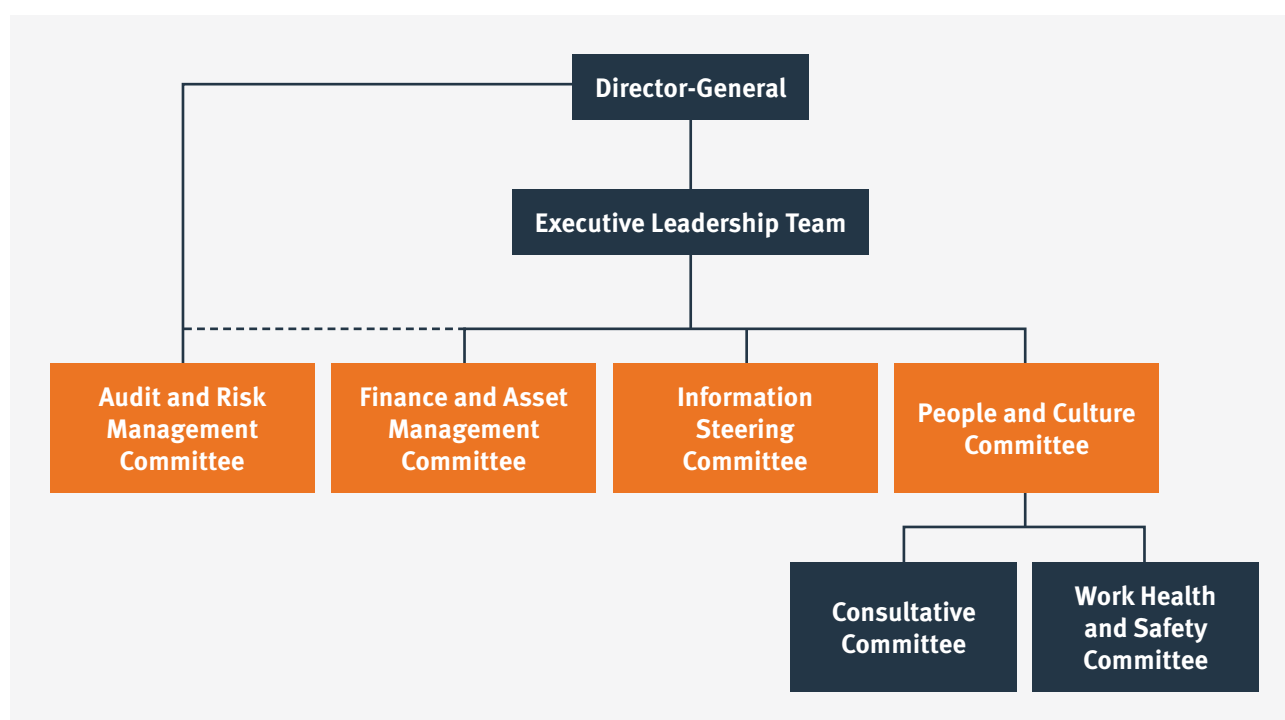 Director-General
Executive Leadership Team
Audit and Risk
Management
Committee
Finance and Asset
Management
Committee
Information
Steering
Committee
People and Culture
Committee
Consultative
Committee
Work Health
and Safety
Committee